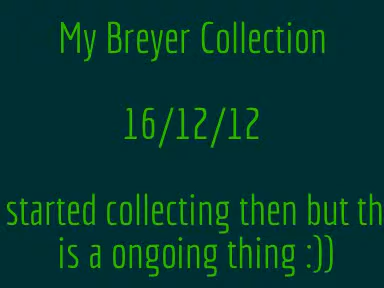 My Breyer Collection
16/12/12
started collecting then but th
is a ongoing thing :))